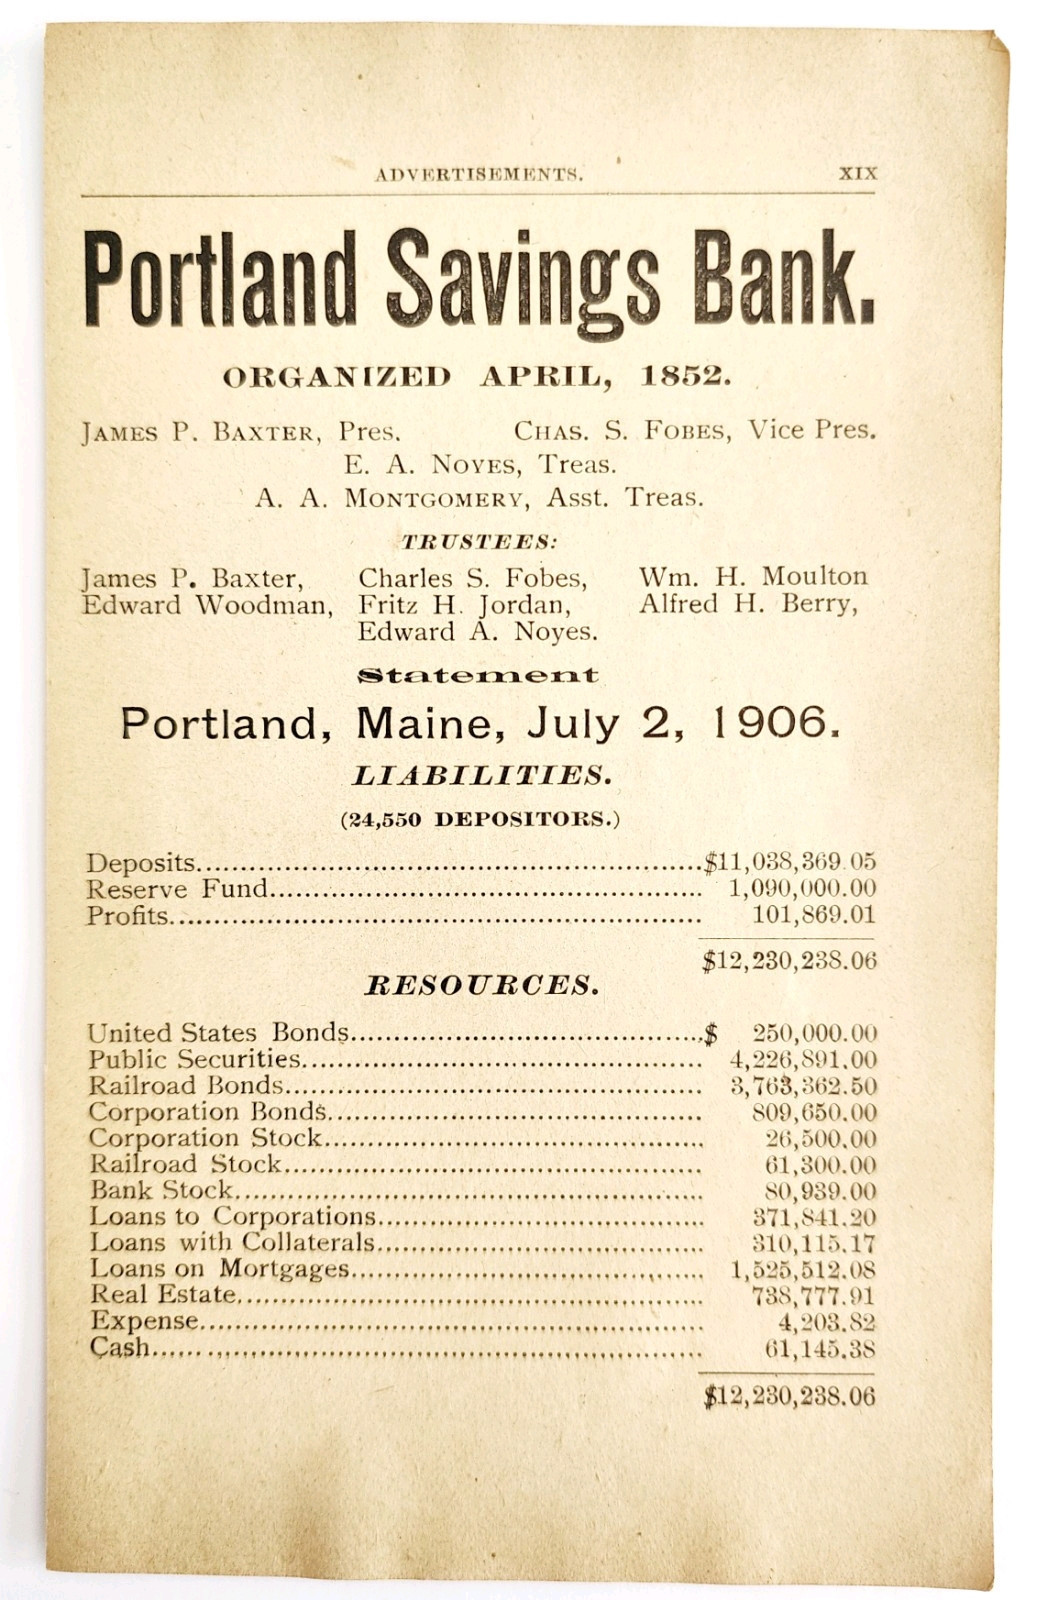 ADVERTISEMENTS. XIX
Portland Savings Bank.
ORGANIZED APRIL, 1852.
JAMES P. BAXTER, Pres. CHAS. S. FOBES, Vice Pres.
E. A. NOYES, Treas.
A. A. MONTGOMERY, Asst. Treas.
TRUSTEES:
James P. Baxter, Charles S. Fobes, Wm. H. Moulton
Edward Woodman, Fritz H. Jordan, Alfred H. Berry,
Edward A. Noyes.
Statement
Portland, Maine, July 2, 1906.
LIABILITIES.
(24,550 DEPOSITORS.)
Deposits..........$11,038,369.05
Reserve Fund.......... 1,090,000.00
Profits.......... 101,869.01
$12,230,238.06
RESOURCES.
United States Bonds..........$ 250,000.00
Public Securities.......... 4,226,891.00
Railroad Bonds.......... 3,763,362.50
Corporation Bonds.......... 809,650.00
Corporation Stock.......... 26,500.00
Railroad Stock.......... 61,300.00
Bank Stock.......... 80,939.00
Loans to Corporations.......... 371,841.20
Loans with Collaterals.......... 310,115.17
Loans on Mortgages.......... 1,525,512.08
Real Estate.......... 738,777.91
Expense.......... 4,203.82
Cash.......... 61,145.38
$12,230,238.06